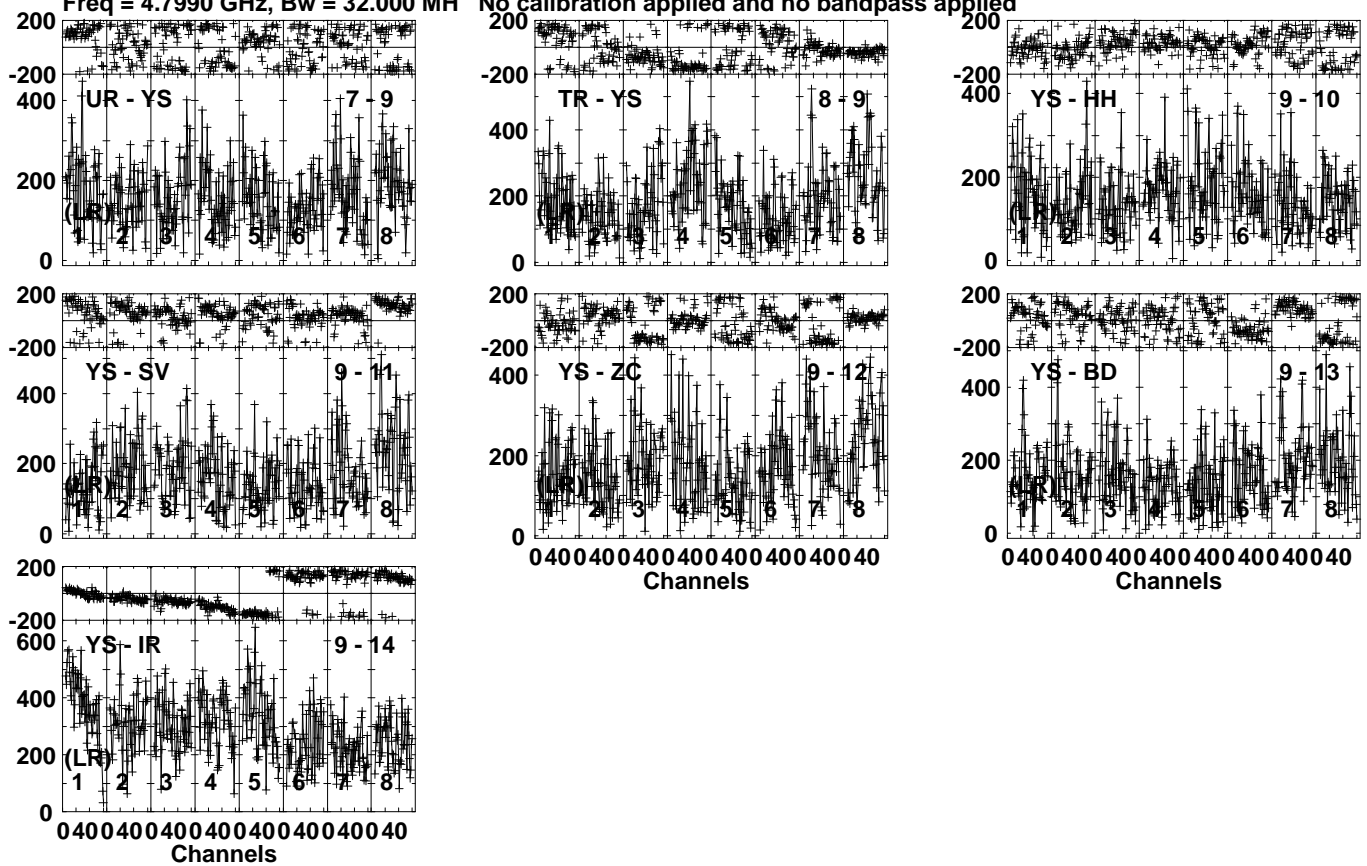 Freq = 4.7990 GHz, Bw = 32.000 MH No calibration applied and no bandpass applied
200
-200
400
200
0
UR - YS 7 - 9
(LR)
1 2 3 4 5 6 7 8
200
-200
400
200
0
TR - YS 8 - 9
(LR)
1 2 3 4 5 6 7 8
200
-200
400
200
0
YS - HH 9 - 10
(LR)
1 2 3 4 5 6 7 8
200
-200
400
200
0
YS - SV 9 - 11
(LR)
1 2 3 4 5 6 7 8
200
-200
400
200
0
YS - ZC 9 - 12
(LR)
1 2 3 4 5 6 7 8
0 40 0 40 0 40 0 40 0 40 0 40 0 40 0 40
Channels
200
-200
400
200
0
YS - BD 9 - 13
(LR)
1 2 3 4 5 6 7 8
0 40 0 40 0 40 0 40 0 40 0 40 0 40 0 40
Channels
200
-200
600
400
200
0
YS - IR 9 - 14
(LR)
1 2 3 4 5 6 7 8
0 40 0 40 0 40 0 40 0 40 0 40 0 40 0 40
Channels